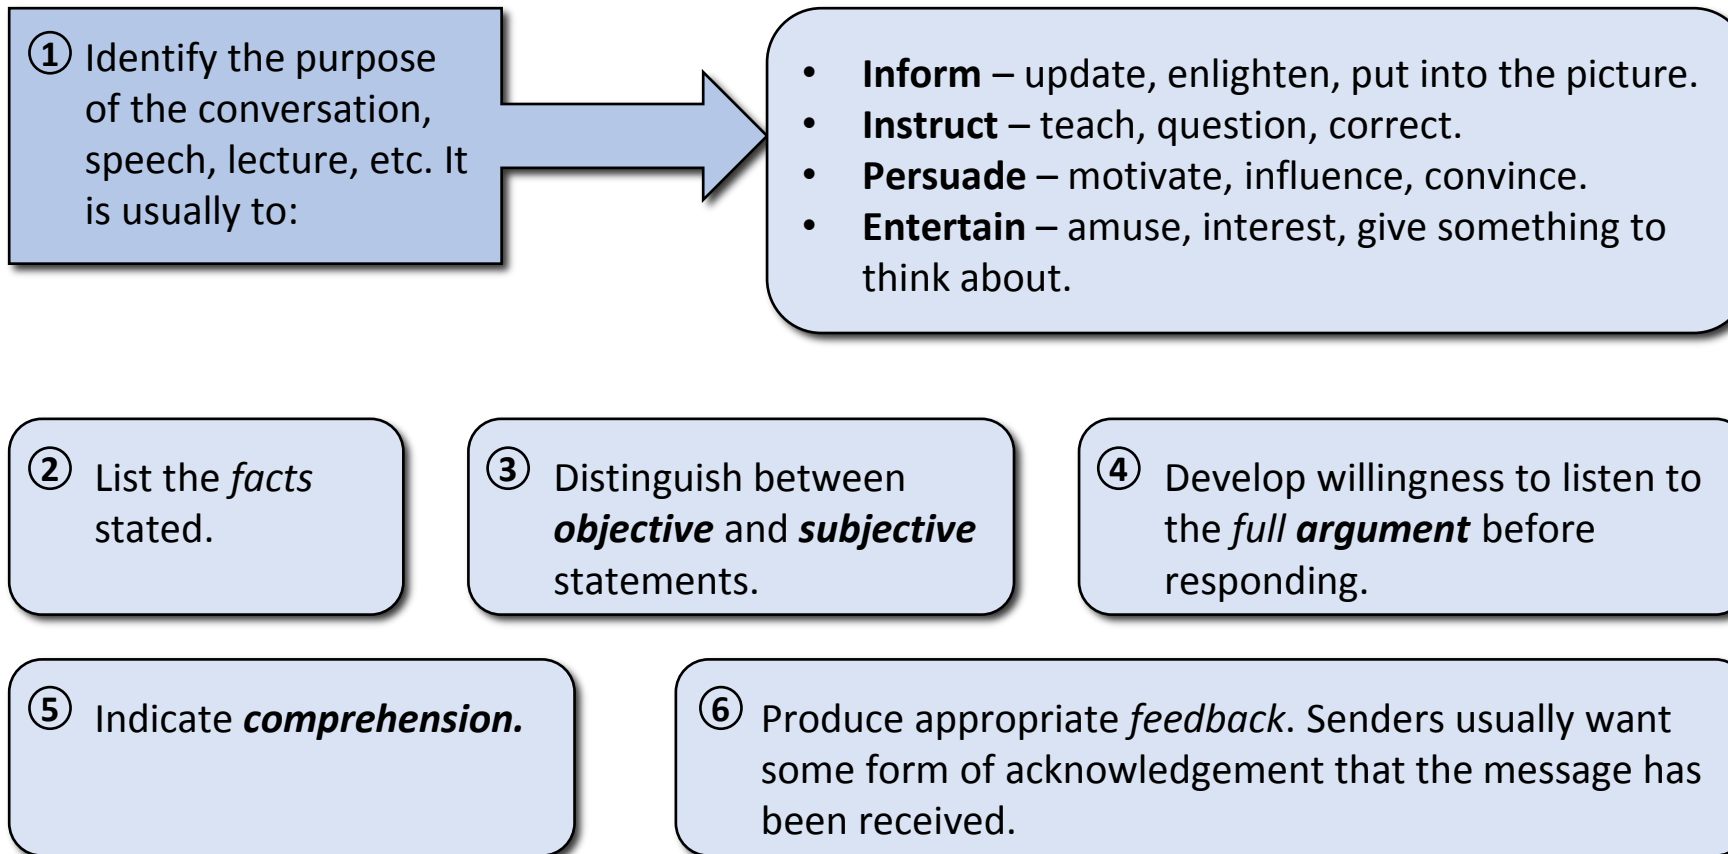 ① Identify the purpose
of the conversation,
speech, lecture, etc. It
is usually to:
• Inform – update, enlighten, put into the picture.
• Instruct – teach, question, correct.
• Persuade – motivate, influence, convince.
• Entertain – amuse, interest, give something to
think about.
② List the facts
stated.
③ Distinguish between
objective and subjective
statements.
④ Develop willingness to listen to
the full argument before
responding.
⑤ Indicate comprehension.
⑥ Produce appropriate feedback. Senders usually want
some form of acknowledgement that the message has
been received.